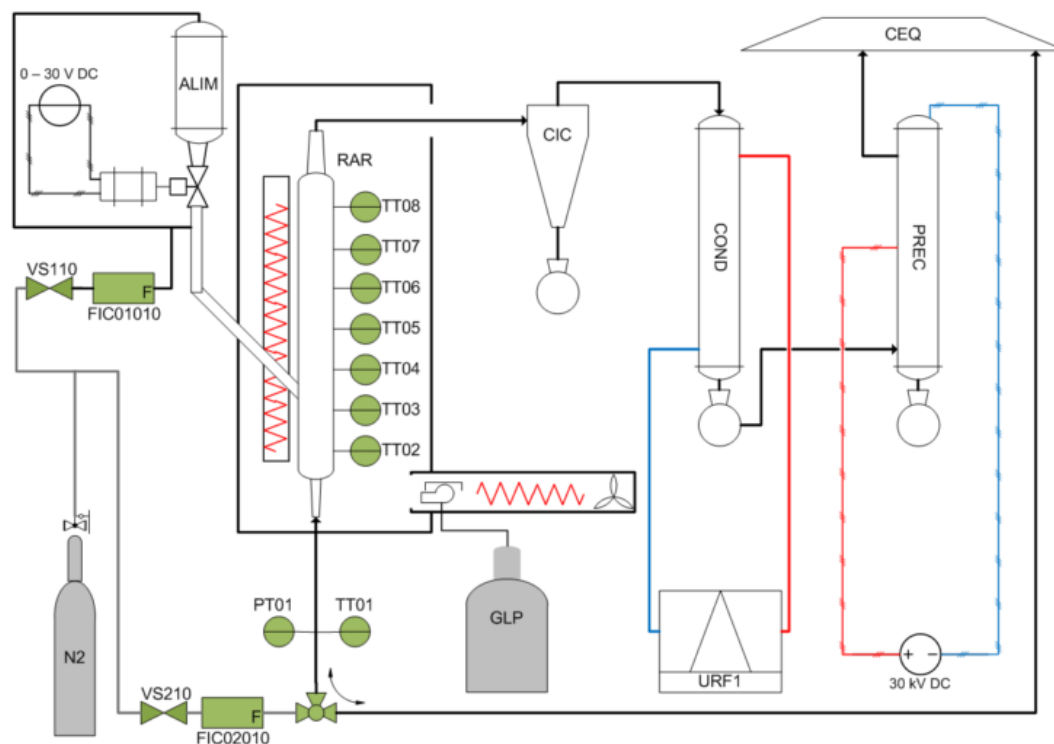 CEQ
0 – 30 V DC
ALIM
CIC
RAR
TT08
COND
PREC
TT07
VS110
TT06
F
FIC01010
TT05
TT04
TT03
TT02
PT01
TT01
GLP
N2
URF1
+ −
30 kV DC
VS210
F
FIC02010